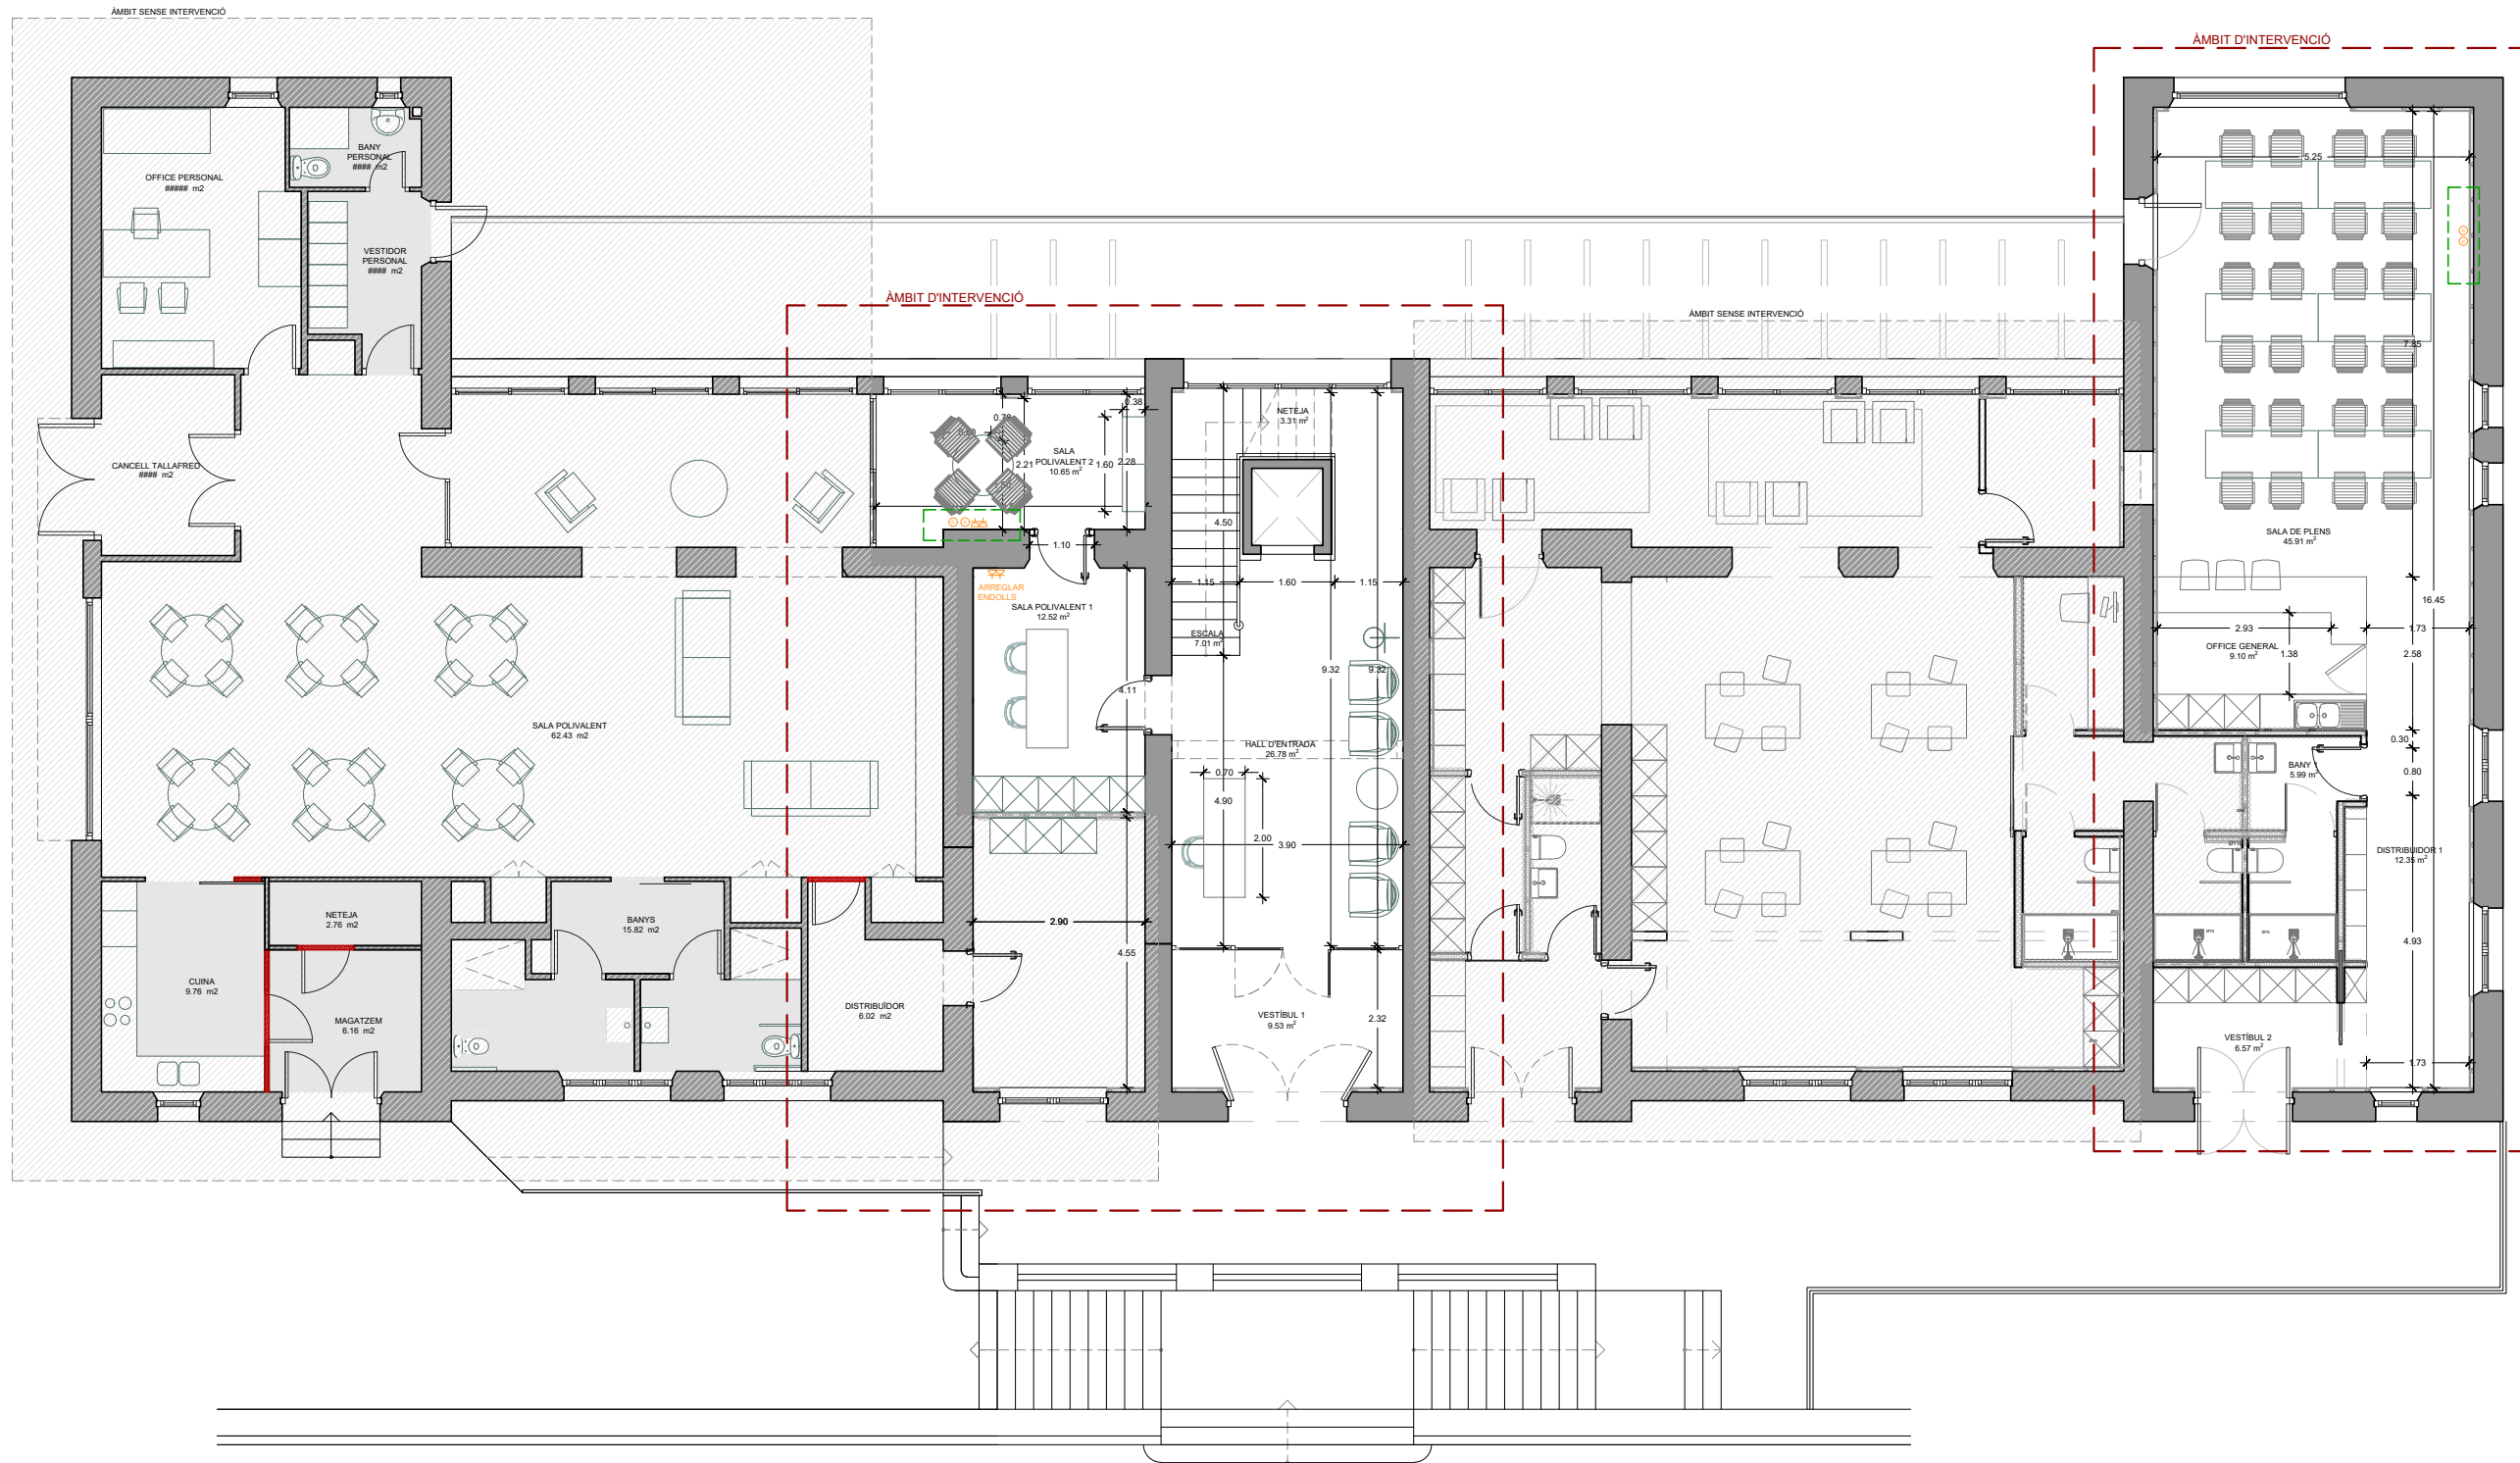 ÀMBIT SENSE INTERVENCIÓ
ÀMBIT D'INTERVENCIÓ
BANY
PERSONAL
#### m2
OFFICE PERSONAL
##### m2
5.25
VESTIDOR
PERSONAL
#### m2
ÀMBIT D'INTERVENCIÓ
ÀMBIT SENSE INTERVENCIÓ
7.85
0.38
NETEJA
3.31 m²
SALA
POLIVALENT 2
10.65 m²
2.21
1.60
2.28
CANCELL TALLAFRED
#### m2
4.50
1.10
SALA DE PLENS
45.91 m²
ARREGLAR
ENDOLLS
1.15
1.60
1.15
SALA POLIVALENT 1
12.52 m²
16.45
ESCALA
7.01 m²
2.93
1.73
OFFICE GENERAL
9.10 m²
1.38
2.58
9.32
9.32
4.11
SALA POLIVALENT
62.43 m2
HALL D'ENTRADA
26.78 m²
0.30
BANY 1
5.99 m²
0.80
0.70
4.90
2.00
3.90
DISTRIBUIDOR 1
12.35 m²
NETEJA
2.76 m2
BANYS
15.82 m2
2.90
4.55
4.93
CUINA
9.76 m2
MAGATZEM
6.16 m2
DISTRIBUÏDOR
6.02 m2
VESTÍBUL 1
9.53 m²
2.32
VESTÍBUL 2
6.57 m²
1.73